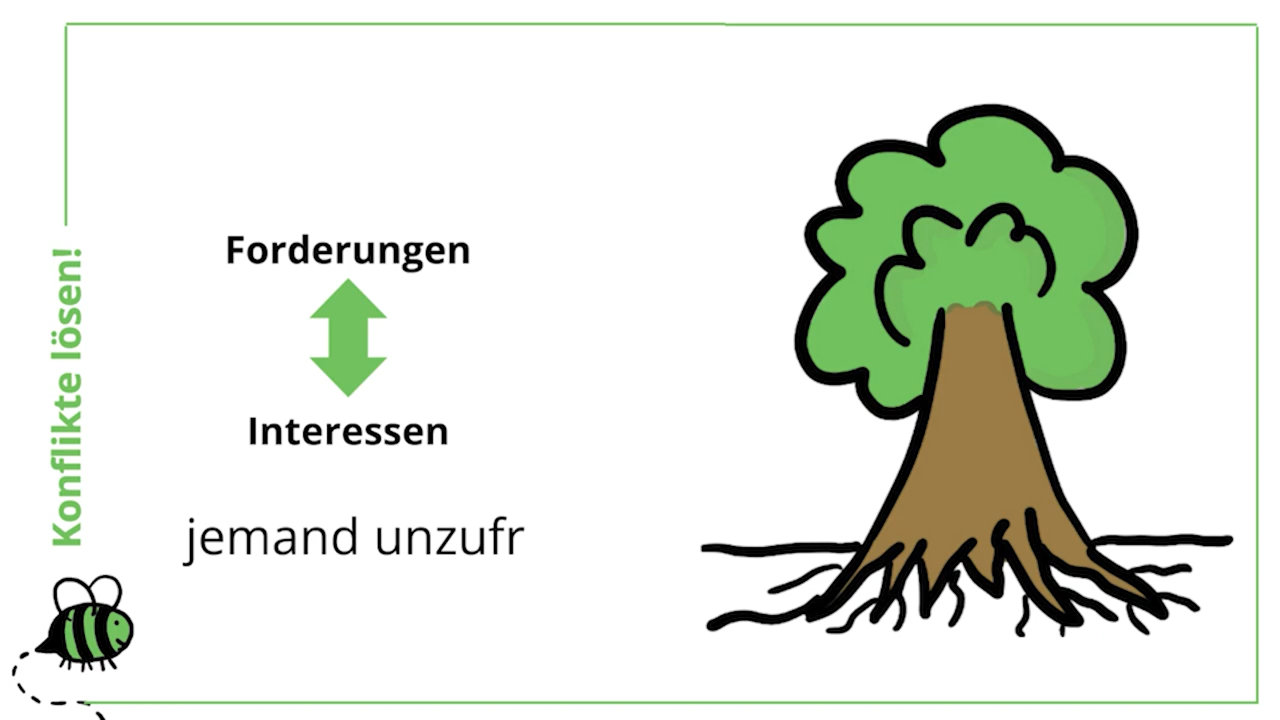 Konflikte lösen!
Forderungen
Interessen
jemand unzufr